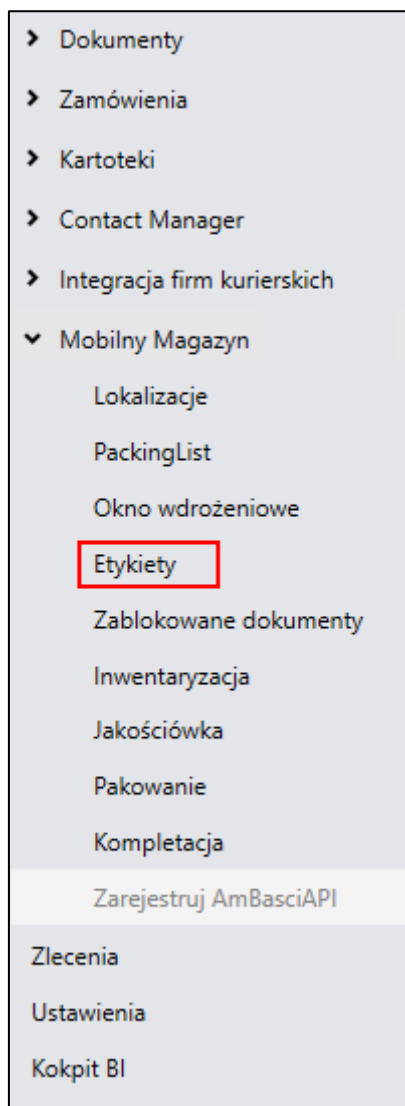 Dokumenty
Zamówienia
Kartoteki
Contact Manager
Integracja firm kurierskich
Mobilny Magazyn
Lokalizacje
PackingList
Okno wdrożeniowe
Etykiety
Zablokowane dokumenty
Inwentaryzacja
Jakościówka
Pakowanie
Kompletacja
Zarejestruj AmBasciAPI
Zlecenia
Ustawienia
Kokpit BI